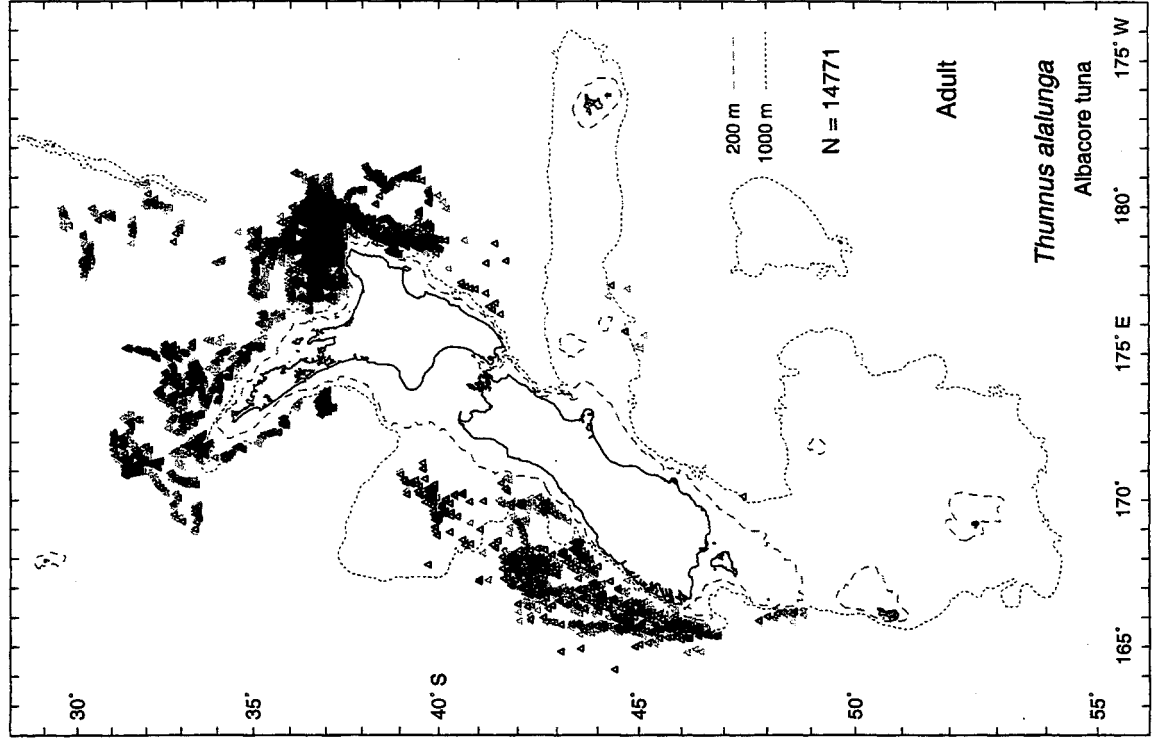 30°
35°
40° S
45°
50°
55°
165°
170°
175° E
180°
175° W
200 m
1000 m
N = 14771
Adult
Thunnus alalunga
Albacore tuna